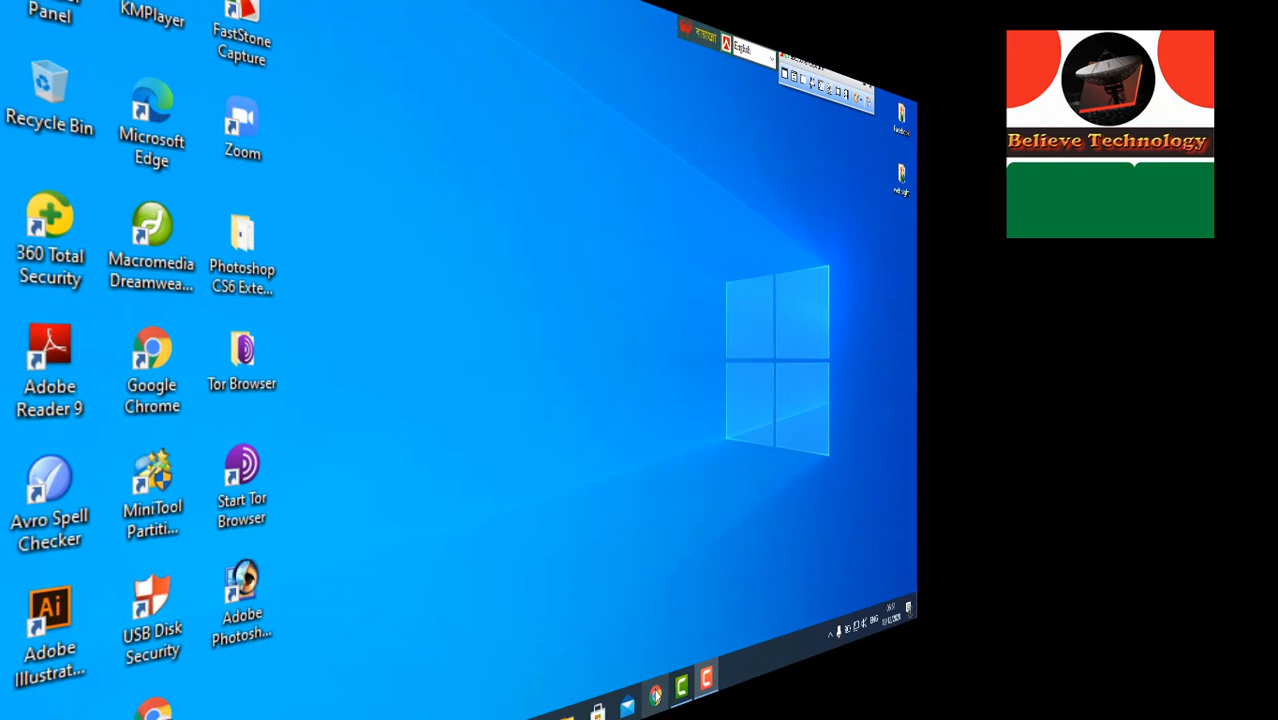 Panel
KMPlayer
FastStone
Capture
Recycle Bin
Microsoft
Edge
Zoom
360 Total
Security
Macromedia
Dreamwea...
Photoshop
CS6 Exte...
Adobe
Reader 9
Google
Chrome
Tor Browser
Avro Spell
Checker
MiniTool
Partiti...
Start Tor
Browser
Adobe
Illustrat...
USB Disk
Security
Adobe
Photosh...
English
Believe Technology
ENG